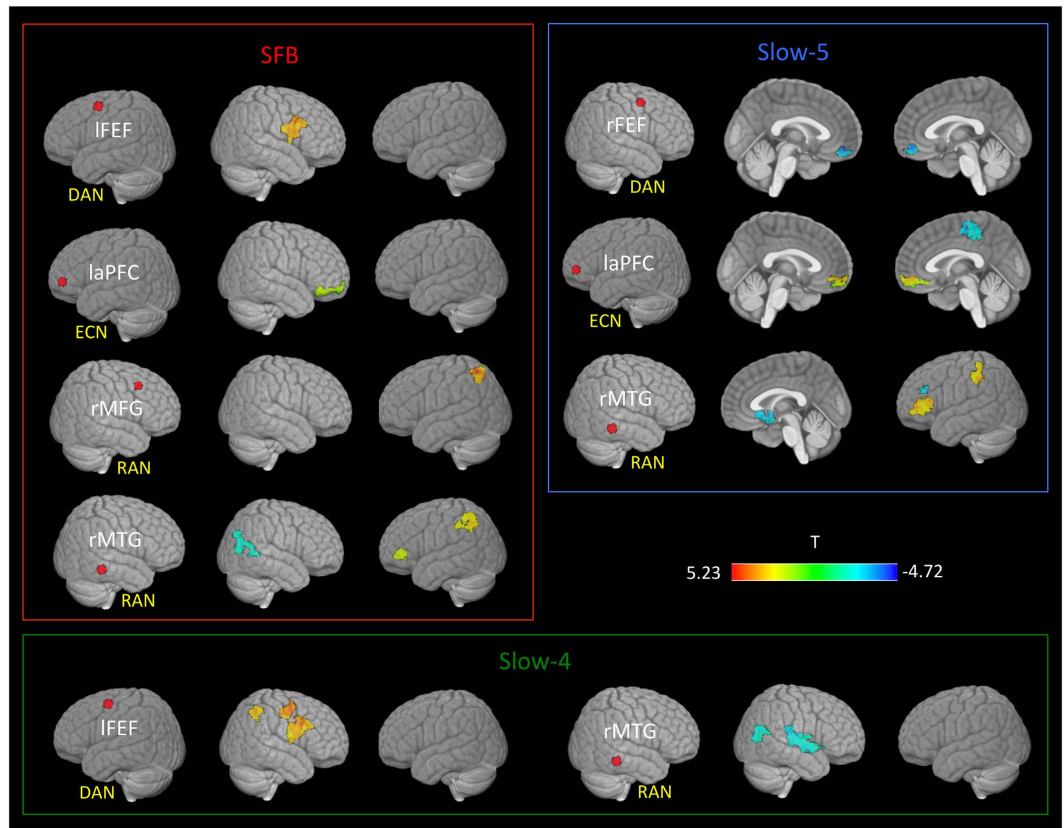 SFB
lFEF
DAN
laPFC
ECN
rMFG
RAN
rMTG
RAN
Slow-5
rFEF
DAN
laPFC
ECN
rMTG
RAN
T
5.23 -4.72
Slow-4
lFEF
DAN
rMTG
RAN